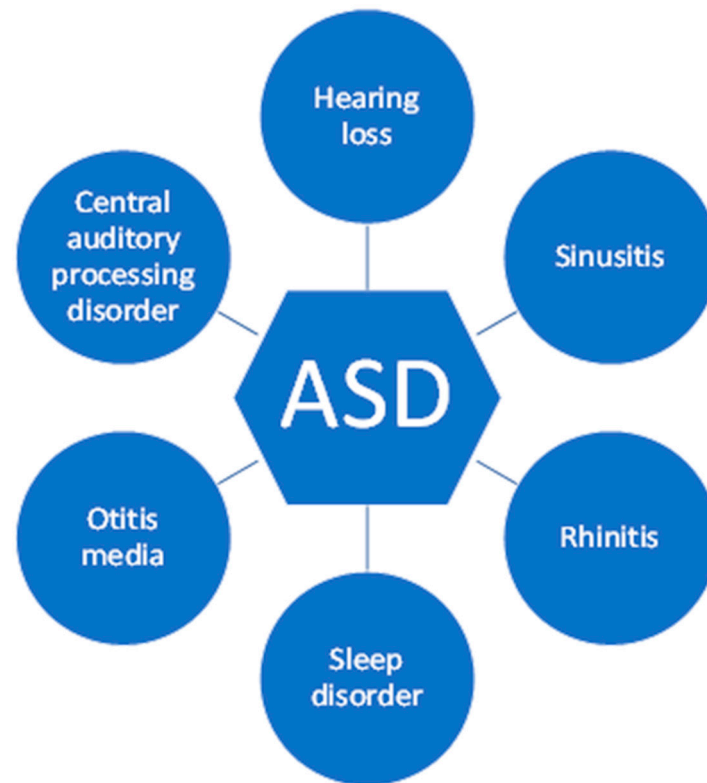 Hearing
loss
Sinusitis
Rhinitis
Sleep
disorder
Otitis
media
Central
auditory
processing
disorder
ASD